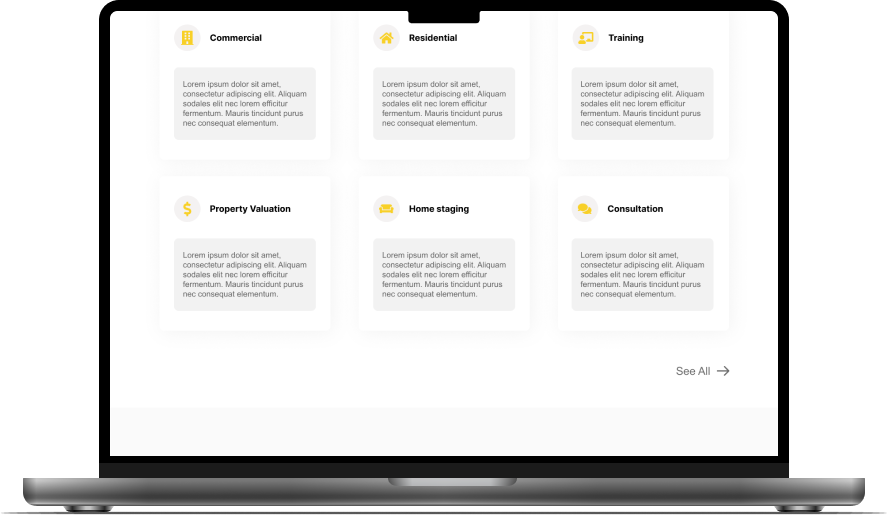 Commercial
Residential
Training
Lorem ipsum dolor sit amet,
consectetur adipiscing elit. Aliquam
sodales elit nec lorem efficitur
fermentum. Mauris tincidunt purus
nec consequat elementum.
Lorem ipsum dolor sit amet,
consectetur adipiscing elit. Aliquam
sodales elit nec lorem efficitur
fermentum. Mauris tincidunt purus
nec consequat elementum.
Lorem ipsum dolor sit amet,
consectetur adipiscing elit. Aliquam
sodales elit nec lorem efficitur
fermentum. Mauris tincidunt purus
nec consequat elementum.
Property Valuation
Home staging
Consultation
Lorem ipsum dolor sit amet,
consectetur adipiscing elit. Aliquam
sodales elit nec lorem efficitur
fermentum. Mauris tincidunt purus
nec consequat elementum.
Lorem ipsum dolor sit amet,
consectetur adipiscing elit. Aliquam
sodales elit nec lorem efficitur
fermentum. Mauris tincidunt purus
nec consequat elementum.
Lorem ipsum dolor sit amet,
consectetur adipiscing elit. Aliquam
sodales elit nec lorem efficitur
fermentum. Mauris tincidunt purus
nec consequat elementum.
See All